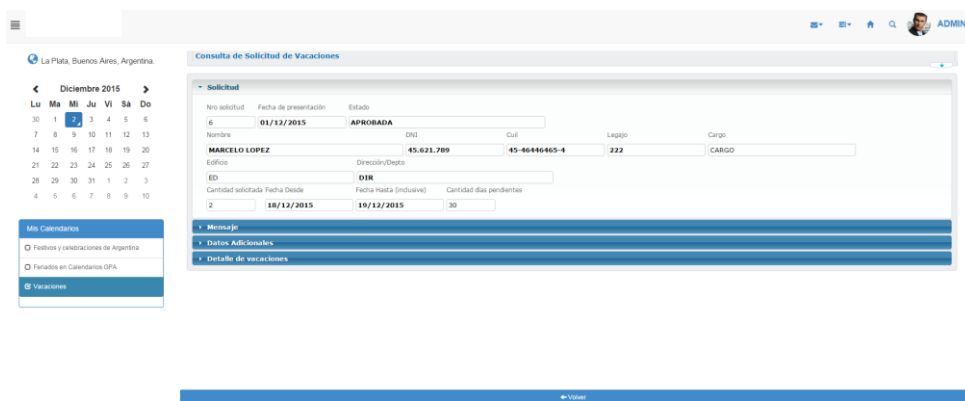 ADMIN
La Plata, Buenos Aires, Argentina.
Diciembre 2015
Lu Ma Mi Ju Vi Sá Do
30 1 2 3 4 5 6
7 8 9 10 11 12 13
14 15 16 17 18 19 20
21 22 23 24 25 26 27
28 29 30 31 1 2 3
4 5 6 7 8 9 10
Mis Calendarios
Festivos y celebraciones de Argentina
Feriados en Calendarios GPA
Vacaciones
Consulta de Solicitud de Vacaciones
Solicitud
Nro solicitud Fecha de presentación Estado
6 01/12/2015 APROBADA
Nombre DNI Cuil Legajo Cargo
MARCELO LOPEZ 45.621.789 45-46446465-4 222 CARGO
Edificio Dirección/Depto
ED DIR
Cantidad solicitada Fecha Desde Fecha Hasta (inclusive) Cantidad días pendientes
2 18/12/2015 19/12/2015 30
Mensaje
Datos Adicionales
Detalle de vacaciones
Volver